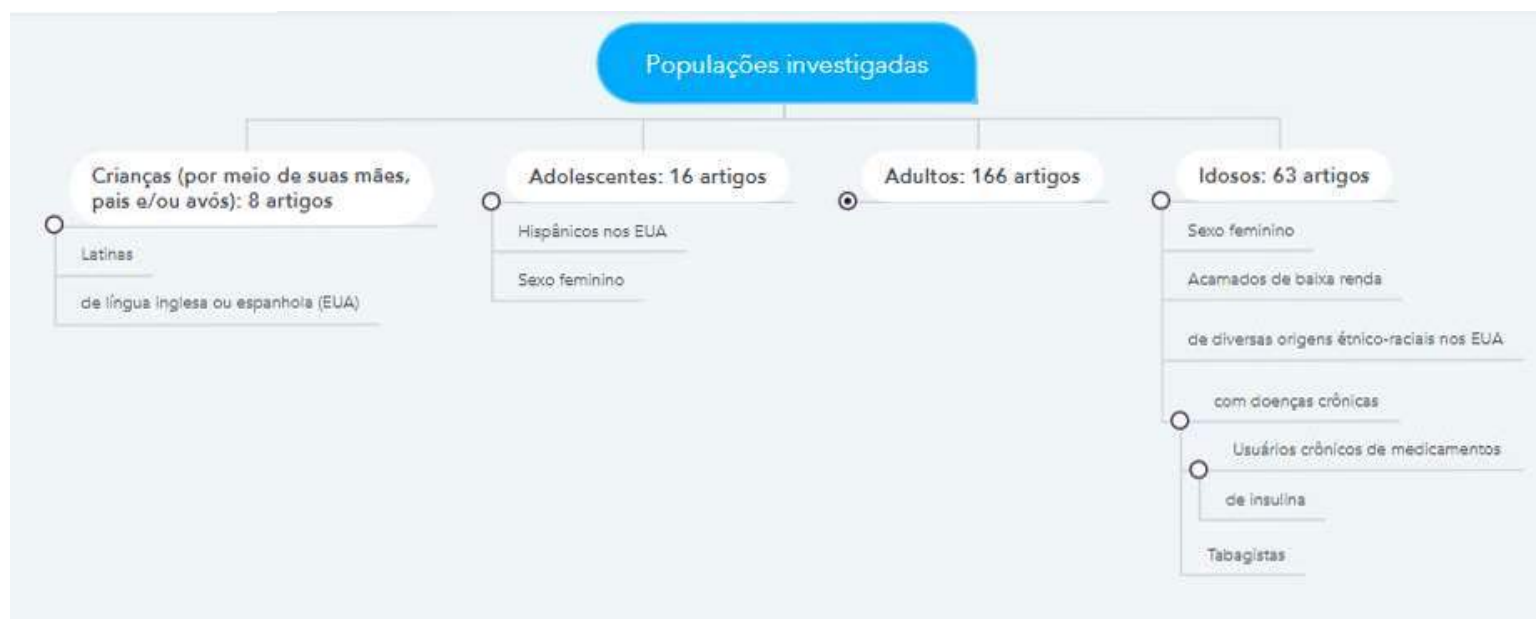 Populações investigadas
Crianças (por meio de suas mães,
pais e/ou avós): 8 artigos
Latinas
de língua inglesa ou espanhola (EUA)
Adolescentes: 16 artigos
Hispânicos nos EUA
Sexo feminino
Adultos: 166 artigos
Idosos: 63 artigos
Sexo feminino
Acamados de baixa renda
de diversas origens étnico-raciais nos EUA
com doenças crônicas
Usuários crônicos de medicamentos
de insulina
Tabagistas